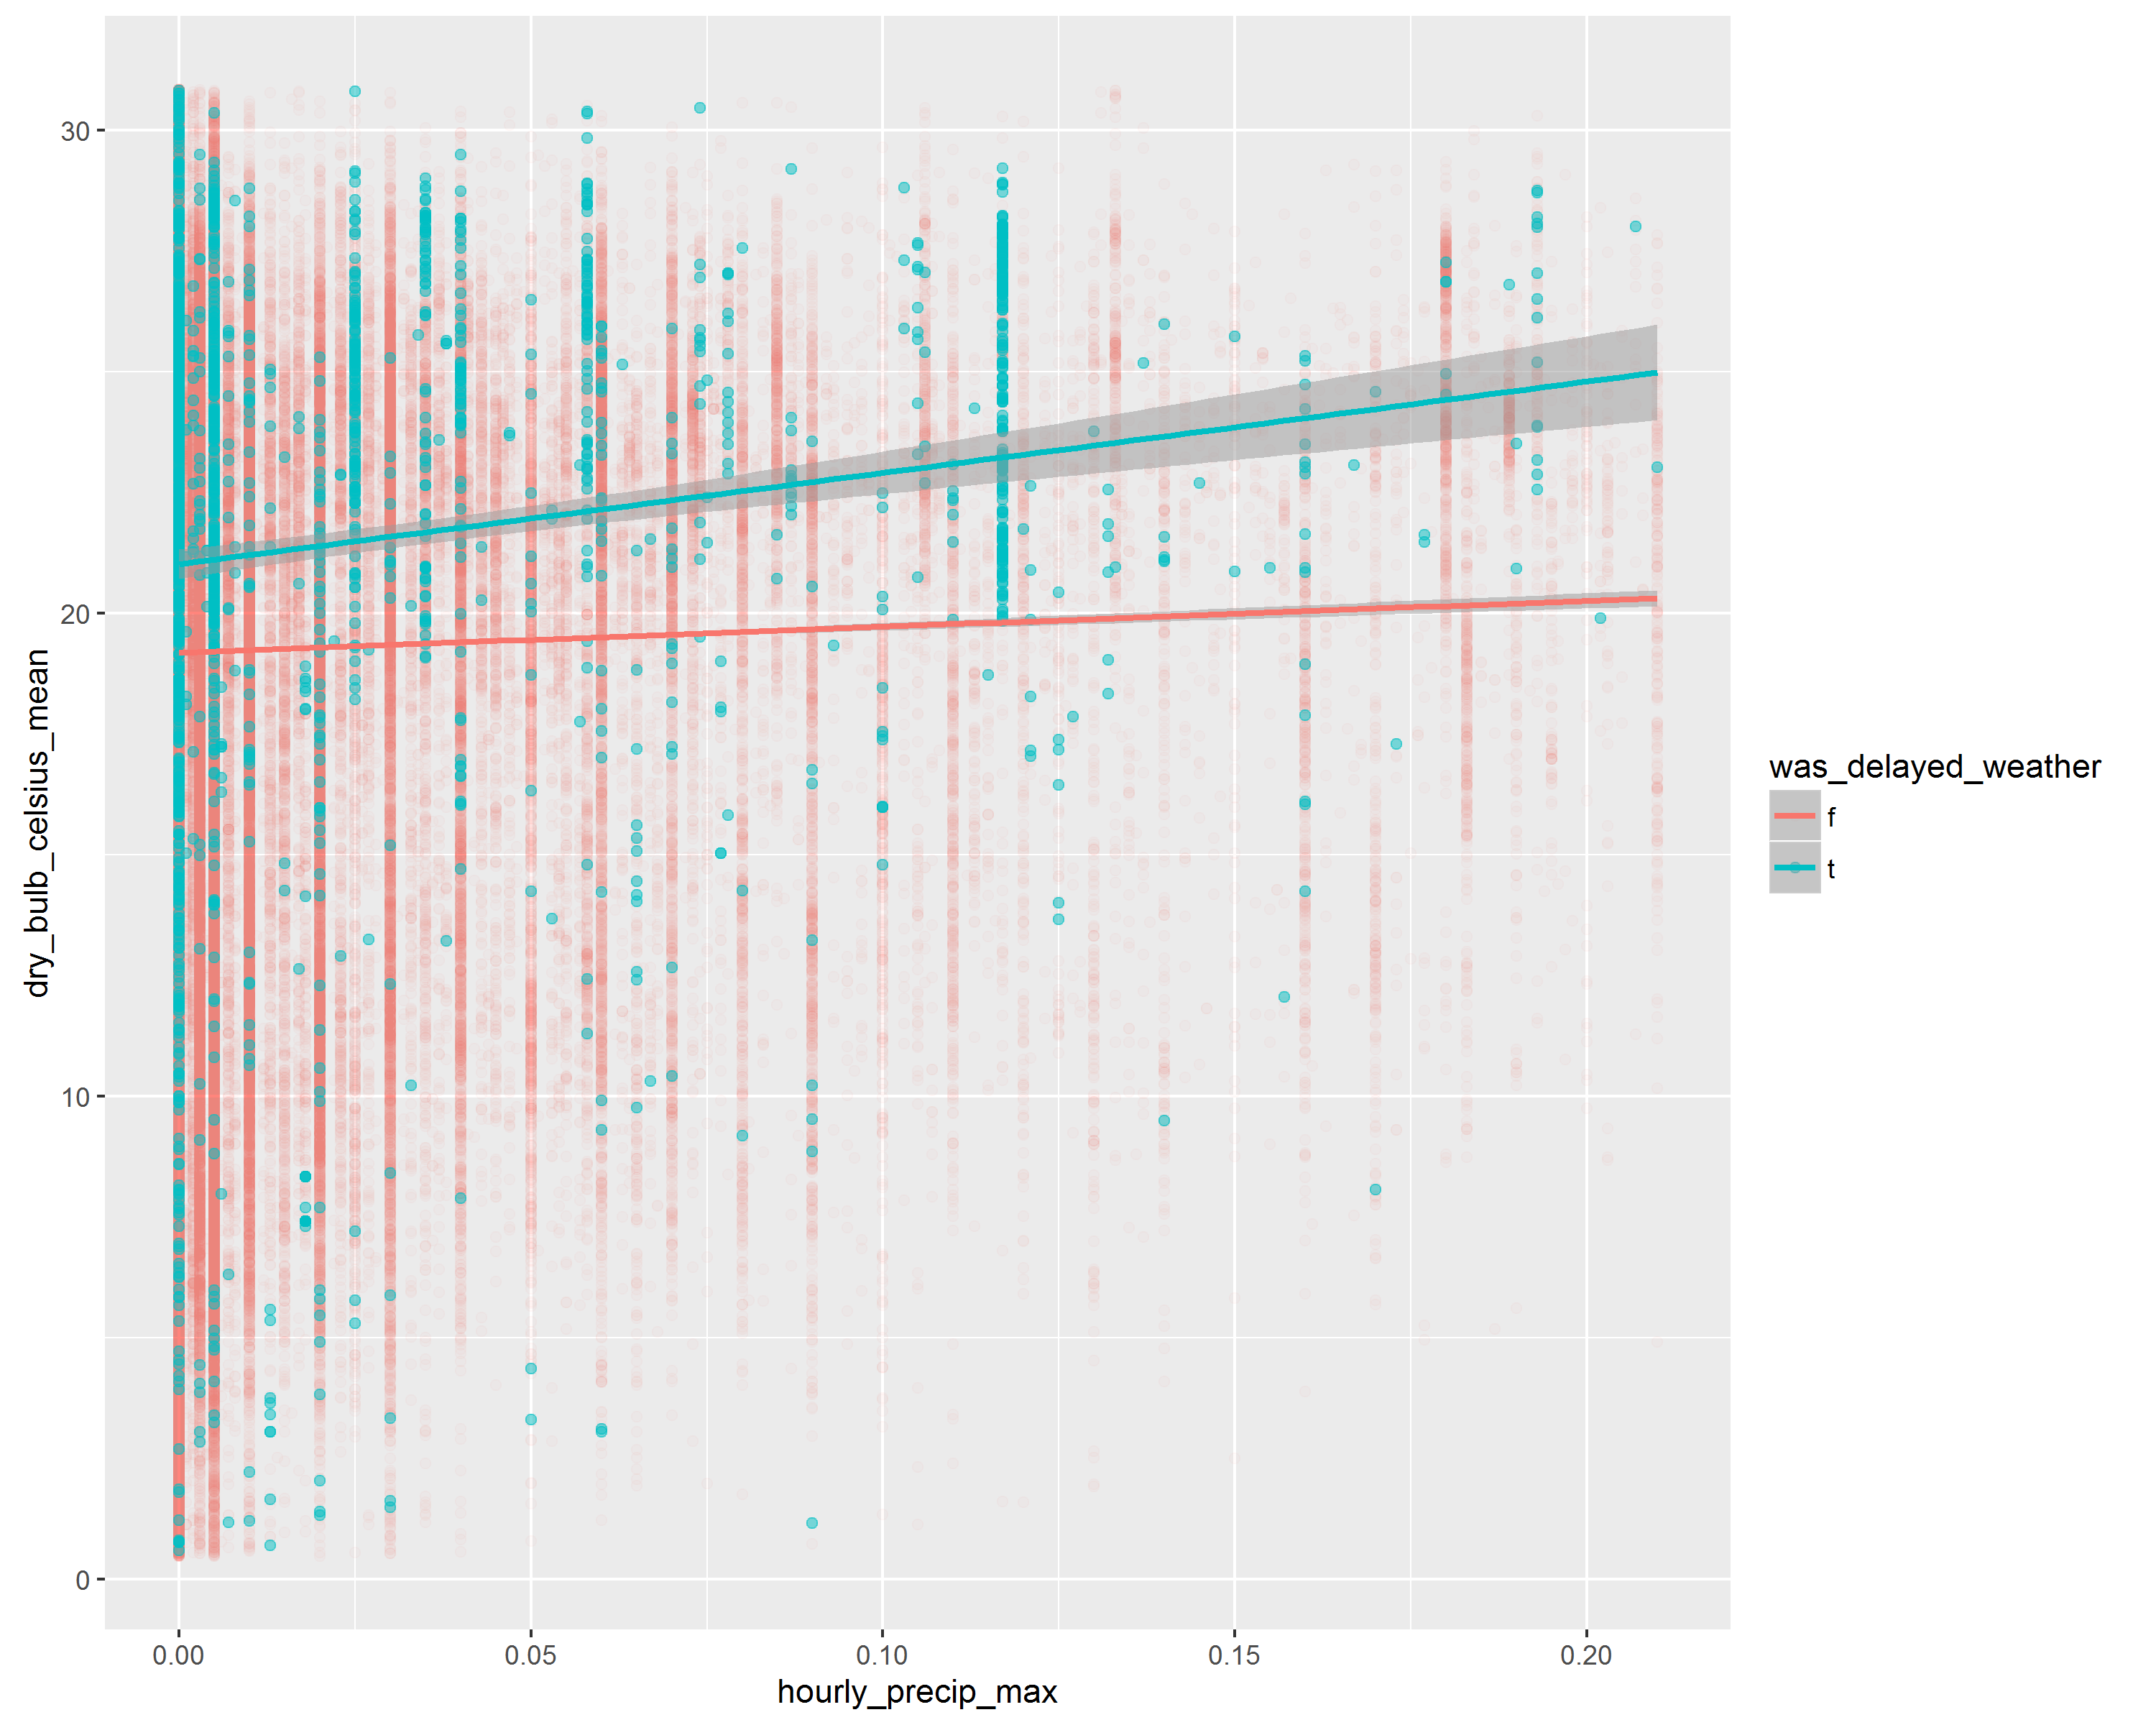 30
20
10
0
dry_bulb_celsius_mean
0.00 0.05 0.10 0.15 0.20
hourly_precip_max
was_delayed_weather
f
t